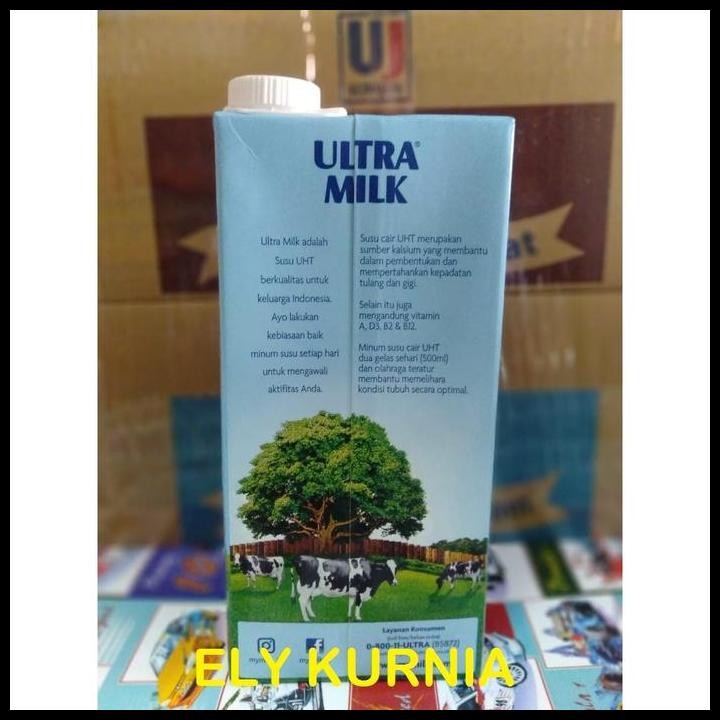 UJ
ULTRA®
MILK
Ultra Milk adalah
Susu UHT
berkualitas untuk
keluarga Indonesia.
Ayo lakukan
kebiasaan baik
minum susu setiap hari
untuk mengawali
aktifitas Anda.
Susu cair UHT merupakan
sumber kalsium yang membantu
dalam pembentukan dan
mempertahankan kepadatan
tulang dan gigi.
Selain itu juga
mengandung vitamin
A, D3, B2 & B12.
Minum susu cair UHT
dua gelas sehari (500ml)
dan olahraga teratur
membantu memelihara
kondisi tubuh secara optimal.
Layanan Konsumen
0-800-11-ULTRA (85872)
ELY KURNIA